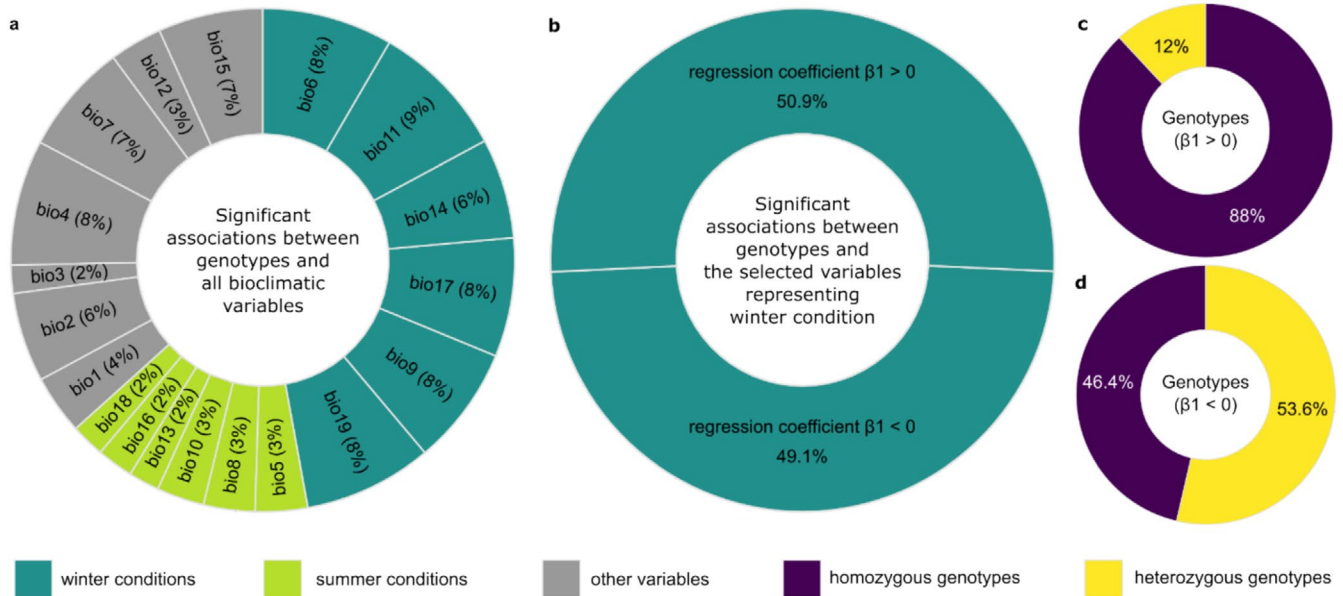 a
bio6 (8%)
bio11 (9%)
bio14 (6%)
bio17 (8%)
bio9 (8%)
bio19 (8%)
bio5 (3%)
bio8 (3%)
bio10 (3%)
bio13 (2%)
bio16 (2%)
bio18 (2%)
bio1 (4%)
bio2 (6%)
bio3 (2%)
bio4 (8%)
bio7 (7%)
bio12 (3%)
bio15 (7%)
Significant
associations between
genotypes and
all bioclimatic
variables
b
regression coefficient β1 > 0
50.9%
Significant
associations between
genotypes and
the selected variables
representing
winter condition
regression coefficient β1 < 0
49.1%
c
12%
Genotypes
(β1 > 0)
88%
d
46.4%
Genotypes
(β1 < 0)
53.6%
winter conditions
summer conditions
other variables
homozygous genotypes
heterozygous genotypes